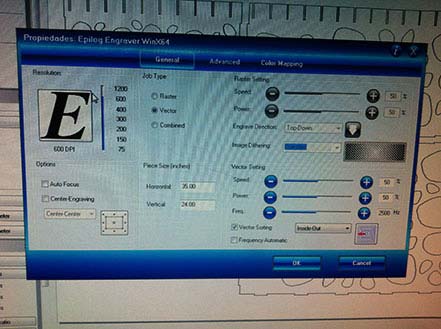 Propiedades: Epilog Engraver WinX64
General
Advanced
Color Mapping
Resolution
E
1200
600
400
300
200
150
75
600 DPI
Job Type
Raster
Vector
Combined
Options
Auto Focus
Center-Engraving
Center-Center
Piece Size (inches)
Horizontal: 35.00
Vertical: 24.00
Raster Setting
Speed: 50 %
Power: 50 %
Engrave Direction: Top-Down
Image Dithering:
Vector Setting
Speed: 50 %
Power: 50 %
Freq.: 2500 Hz
Vector Sorting
Inside-Out
Frequency Automatic
OK
Cancel